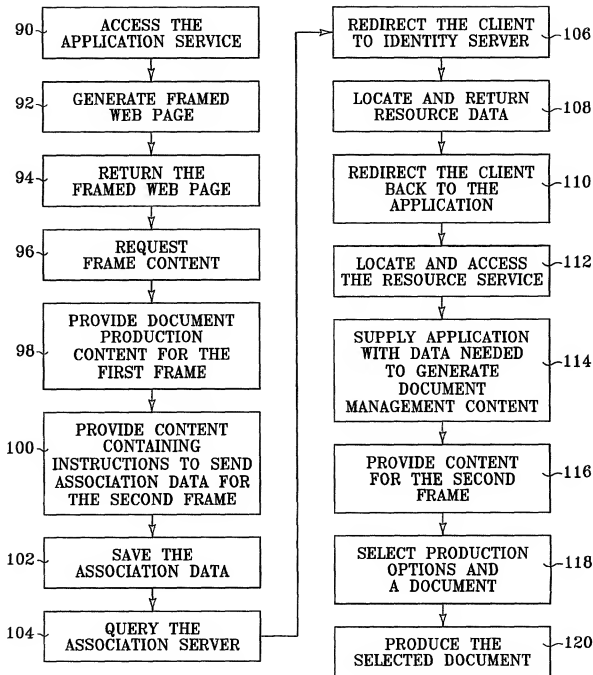 90
ACCESS THE
APPLICATION SERVICE
92
GENERATE FRAMED
WEB PAGE
94
RETURN THE
FRAMED WEB PAGE
96
REQUEST
FRAME CONTENT
98
PROVIDE DOCUMENT
PRODUCTION
CONTENT FOR THE
FIRST FRAME
100
PROVIDE CONTENT
CONTAINING
INSTRUCTIONS TO SEND
ASSOCIATION DATA FOR
THE SECOND FRAME
102
SAVE THE
ASSOCIATION DATA
104
QUERY THE
ASSOCIATION SERVER
REDIRECT THE CLIENT
TO IDENTITY SERVER
106
LOCATE AND RETURN
RESOURCE DATA
108
REDIRECT THE CLIENT
BACK TO THE
APPLICATION
110
LOCATE AND ACCESS
THE RESOURCE SERVICE
112
SUPPLY APPLICATION
WITH DATA NEEDED
TO GENERATE
DOCUMENT
MANAGEMENT CONTENT
114
PROVIDE CONTENT
FOR THE SECOND
FRAME
116
SELECT PRODUCTION
OPTIONS AND
A DOCUMENT
118
PRODUCE THE
SELECTED DOCUMENT
120